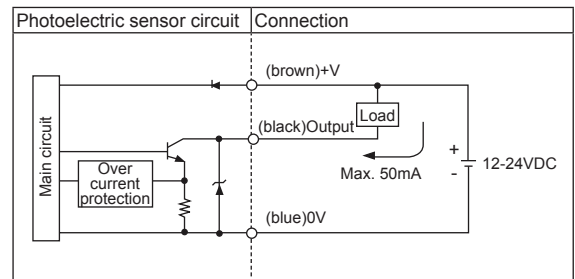 Photoelectric sensor circuit
Connection
(brown)+V
Load
(black)Output
Main circuit
Over
current
protection
Max. 50mA
+
-
12-24VDC
(blue)0V